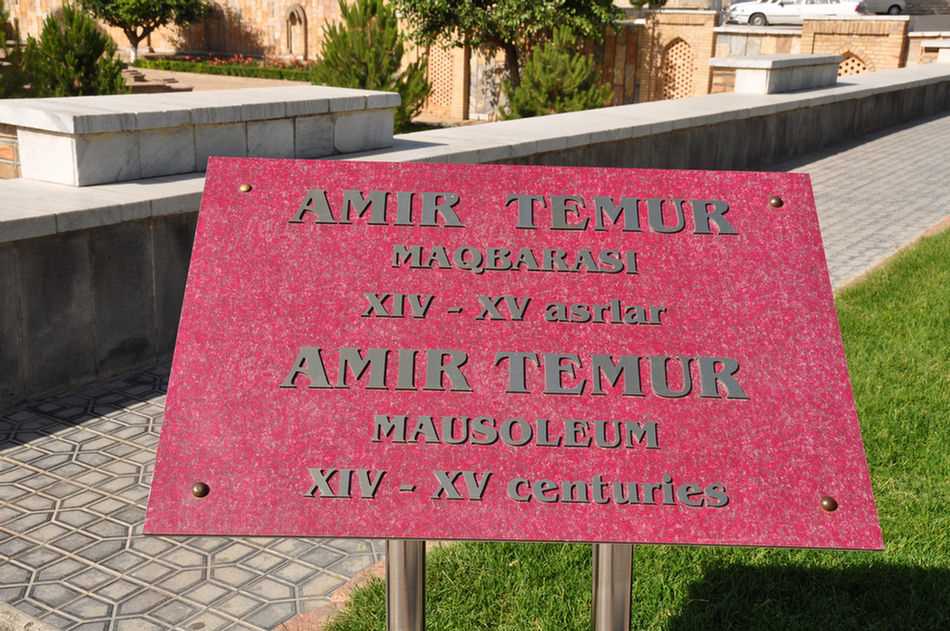 AMIR TEMUR
MAQBARASI
XIV - XV asrlar
AMIR TEMUR
MAUSOLEUM
XIV - XV centuries